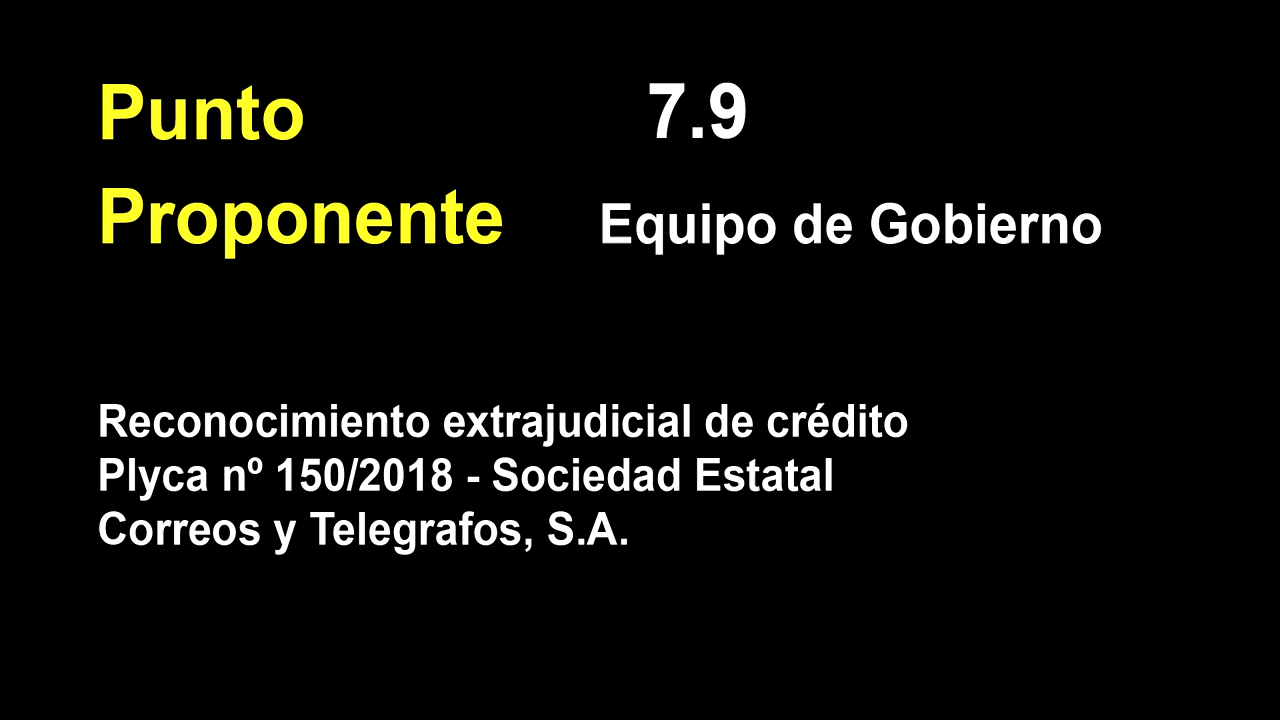 Punto 7.9
Proponente Equipo de Gobierno
Reconocimiento extrajudicial de crédito
Plyca nº 150/2018 - Sociedad Estatal
Correos y Telegrafos, S.A.